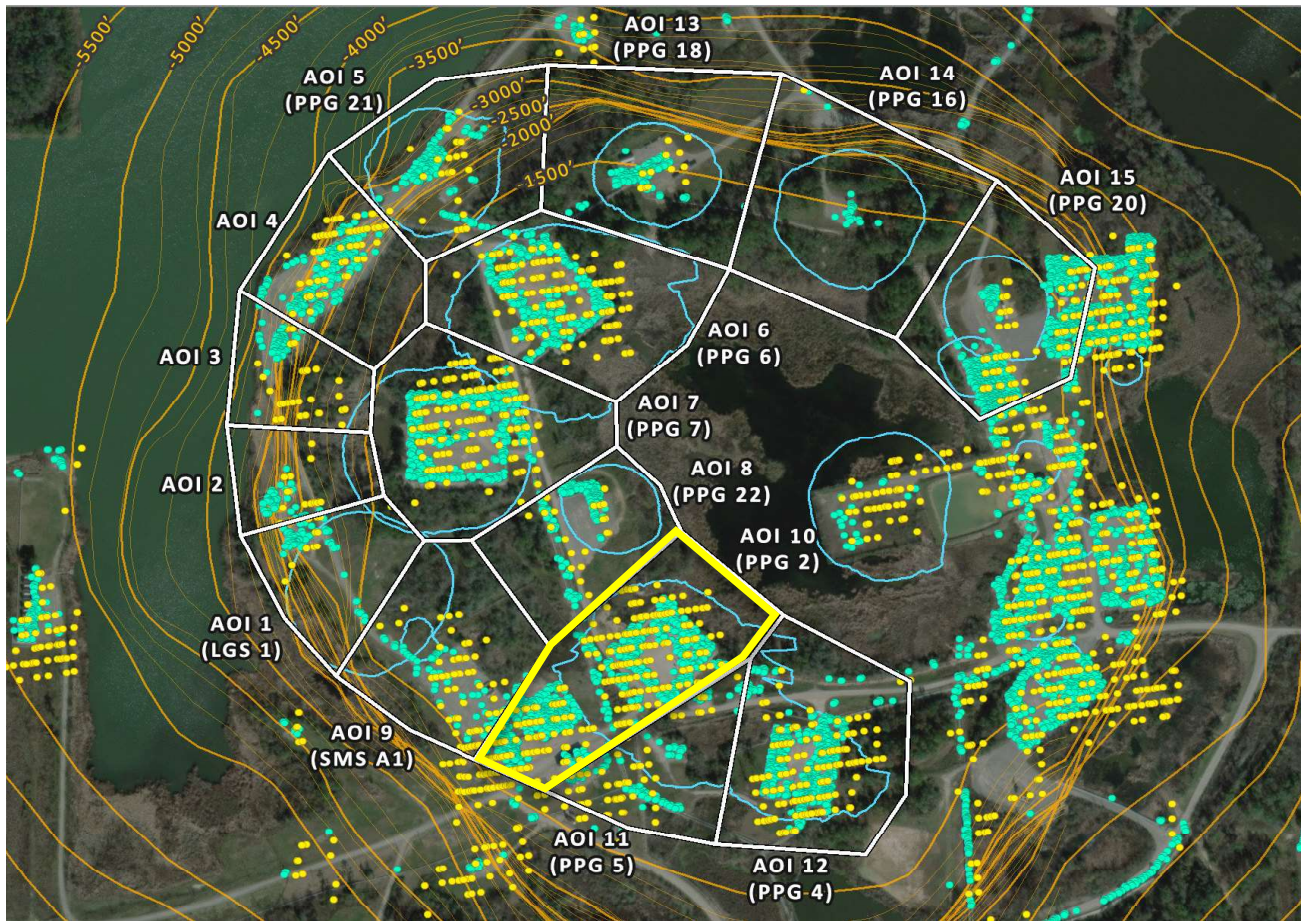 -5500'
-5000'
-4500'
-4000'
-3500'
-3000'
-2500'
-2000'
-1500'
AOI 13
(PPG 18)
AOI 5
(PPG 21)
AOI 14
(PPG 16)
AOI 15
(PPG 20)
AOI 4
AOI 3
AOI 6
(PPG 6)
AOI 7
(PPG 7)
AOI 2
AOI 8
(PPG 22)
AOI 10
(PPG 2)
AOI 1
(LGS 1)
AOI 9
(SMS A1)
AOI 11
(PPG 5)
AOI 12
(PPG 4)